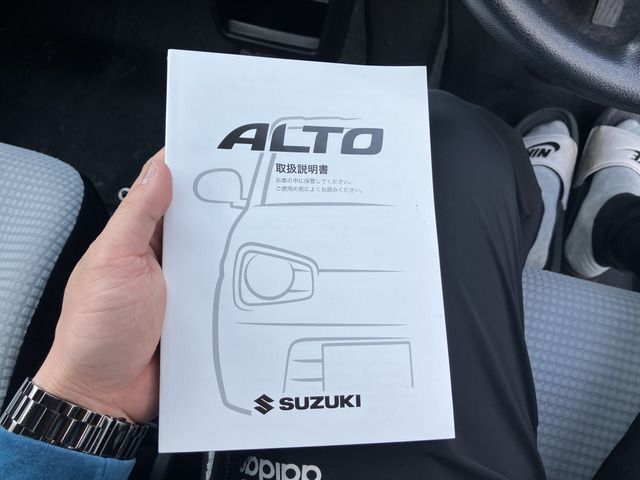 ALTO
取扱説明書
お車の中に保管してください。
ご使用の前によくお読みください。
SUZUKI
adidas